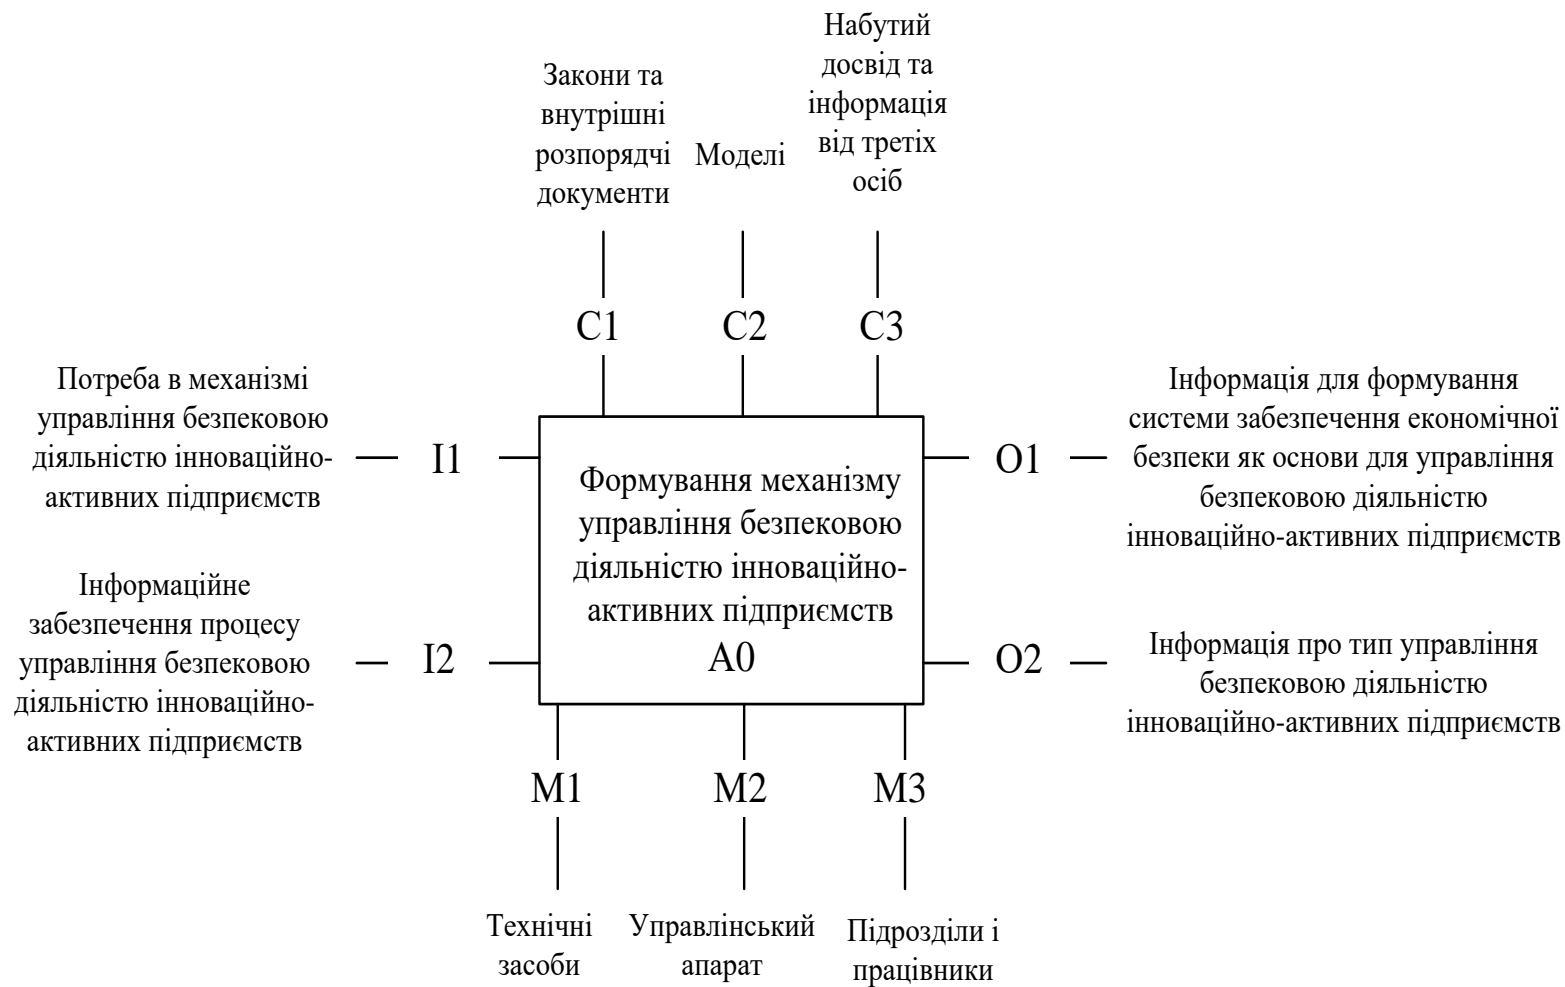 Закони та
внутрішні
розпорядчі
документи
Моделі
Набутий
досвід та
інформація
від третіх
осіб
C1
C2
C3
Потреба в механізмі
управління безпековою
діяльністю інноваційно-
активних підприємств
I1
Інформаційне
забезпечення процесу
управління безпековою
діяльністю інноваційно-
активних підприємств
I2
Формування механізму
управління безпековою
діяльністю інноваційно-
активних підприємств
A0
O1
Інформація для формування
системи забезпечення економічної
безпеки як основи для управління
безпековою діяльністю
інноваційно-активних підприємств
O2
Інформація про тип управління
безпековою діяльністю
інноваційно-активних підприємств
M1
M2
M3
Технічні
засоби
Управлінський
апарат
Підрозділи і
працівники